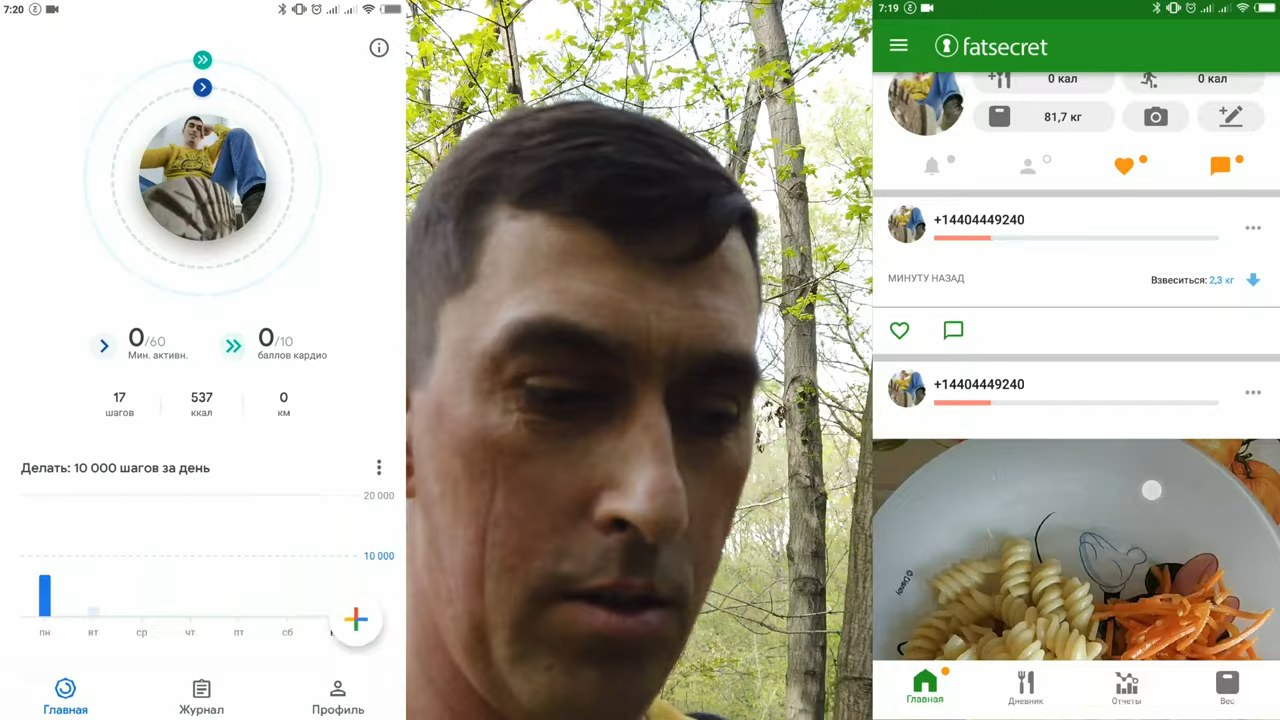 7:20
0/60
Мин. активн.
0/10
баллов кардио
17
шагов
537
ккал
0
км
Делать: 10 000 шагов за день
20 000
10 000
пн
вт
ср
чт
пт
сб
Главная
Журнал
Профиль
7:19
fatsecret
0 кал
0 кал
81,7 кг
+14404449240
МИНУТУ НАЗАД
Взвеситься: 2,3 кг
+14404449240
© Disney
Главная
Дневник
Отчеты
Вес